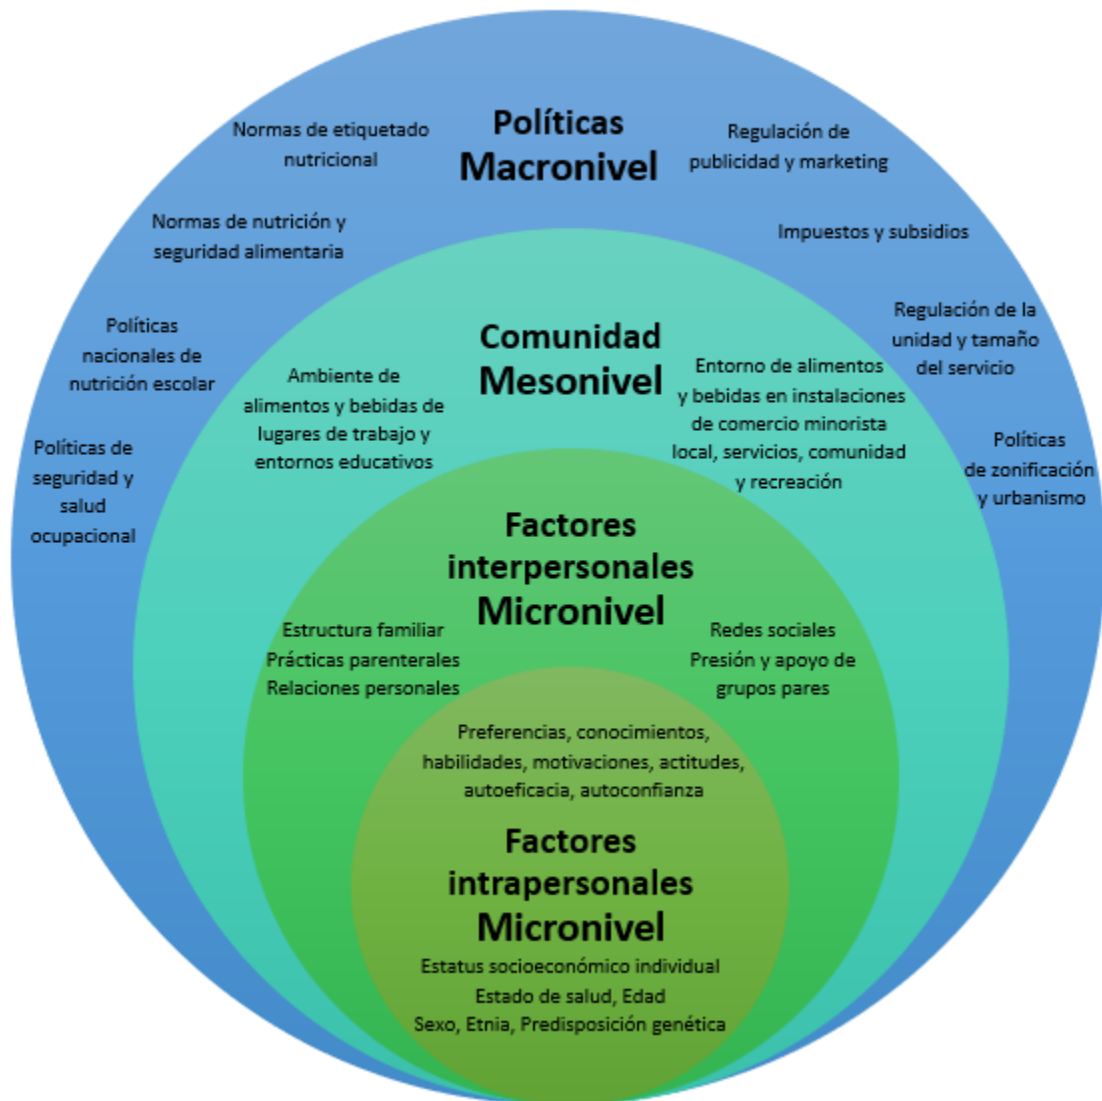 Políticas
Macronivel
Normas de etiquetado
nutricional
Regulación de
publicidad y marketing
Normas de nutrición y
seguridad alimentaria
Impuestos y subsidios
Políticas
nacionales de
nutrición escolar
Regulación de la
unidad y tamaño
del servicio
Políticas de
seguridad y
salud
ocupacional
Políticas
de zonificación
y urbanismo
Comunidad
Mesonivel
Ambiente de
alimentos y bebidas de
lugares de trabajo y
entornos educativos
Entorno de alimentos
y bebidas en instalaciones
de comercio minorista
local, servicios, comunidad
y recreación
Factores
interpersonales
Micronivel
Estructura familiar
Prácticas parenterales
Relaciones personales
Redes sociales
Presión y apoyo de
grupos pares
Preferencias, conocimientos,
habilidades, motivaciones, actitudes,
autoeficacia, autoconfianza
Factores
intrapersonales
Micronivel
Estatus socioeconómico individual
Estado de salud, Edad
Sexo, Etnia, Predisposición genética